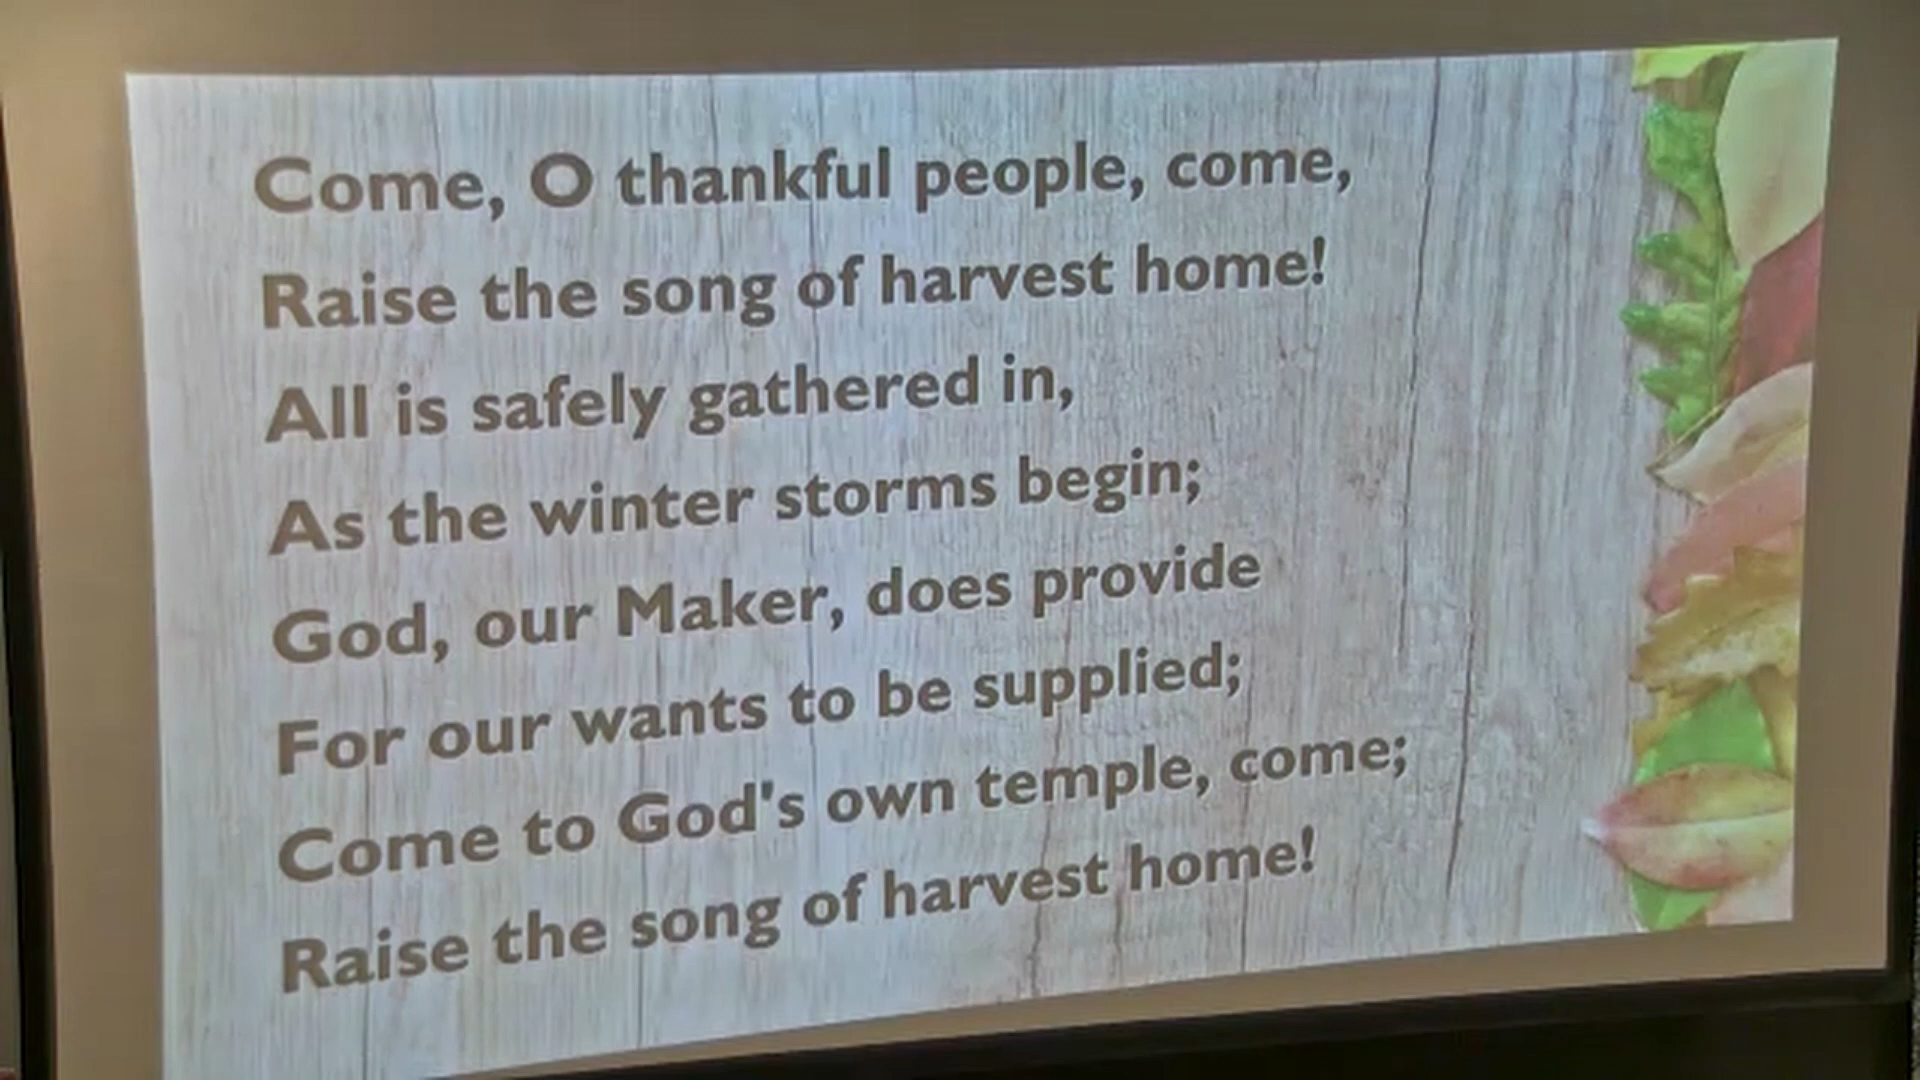 Come, O thankful people, come,
Raise the song of harvest home!
All is safely gathered in,
As the winter storms begin;
God, our Maker, does provide
For our wants to be supplied;
Come to God's own temple, come;
Raise the song of harvest home!